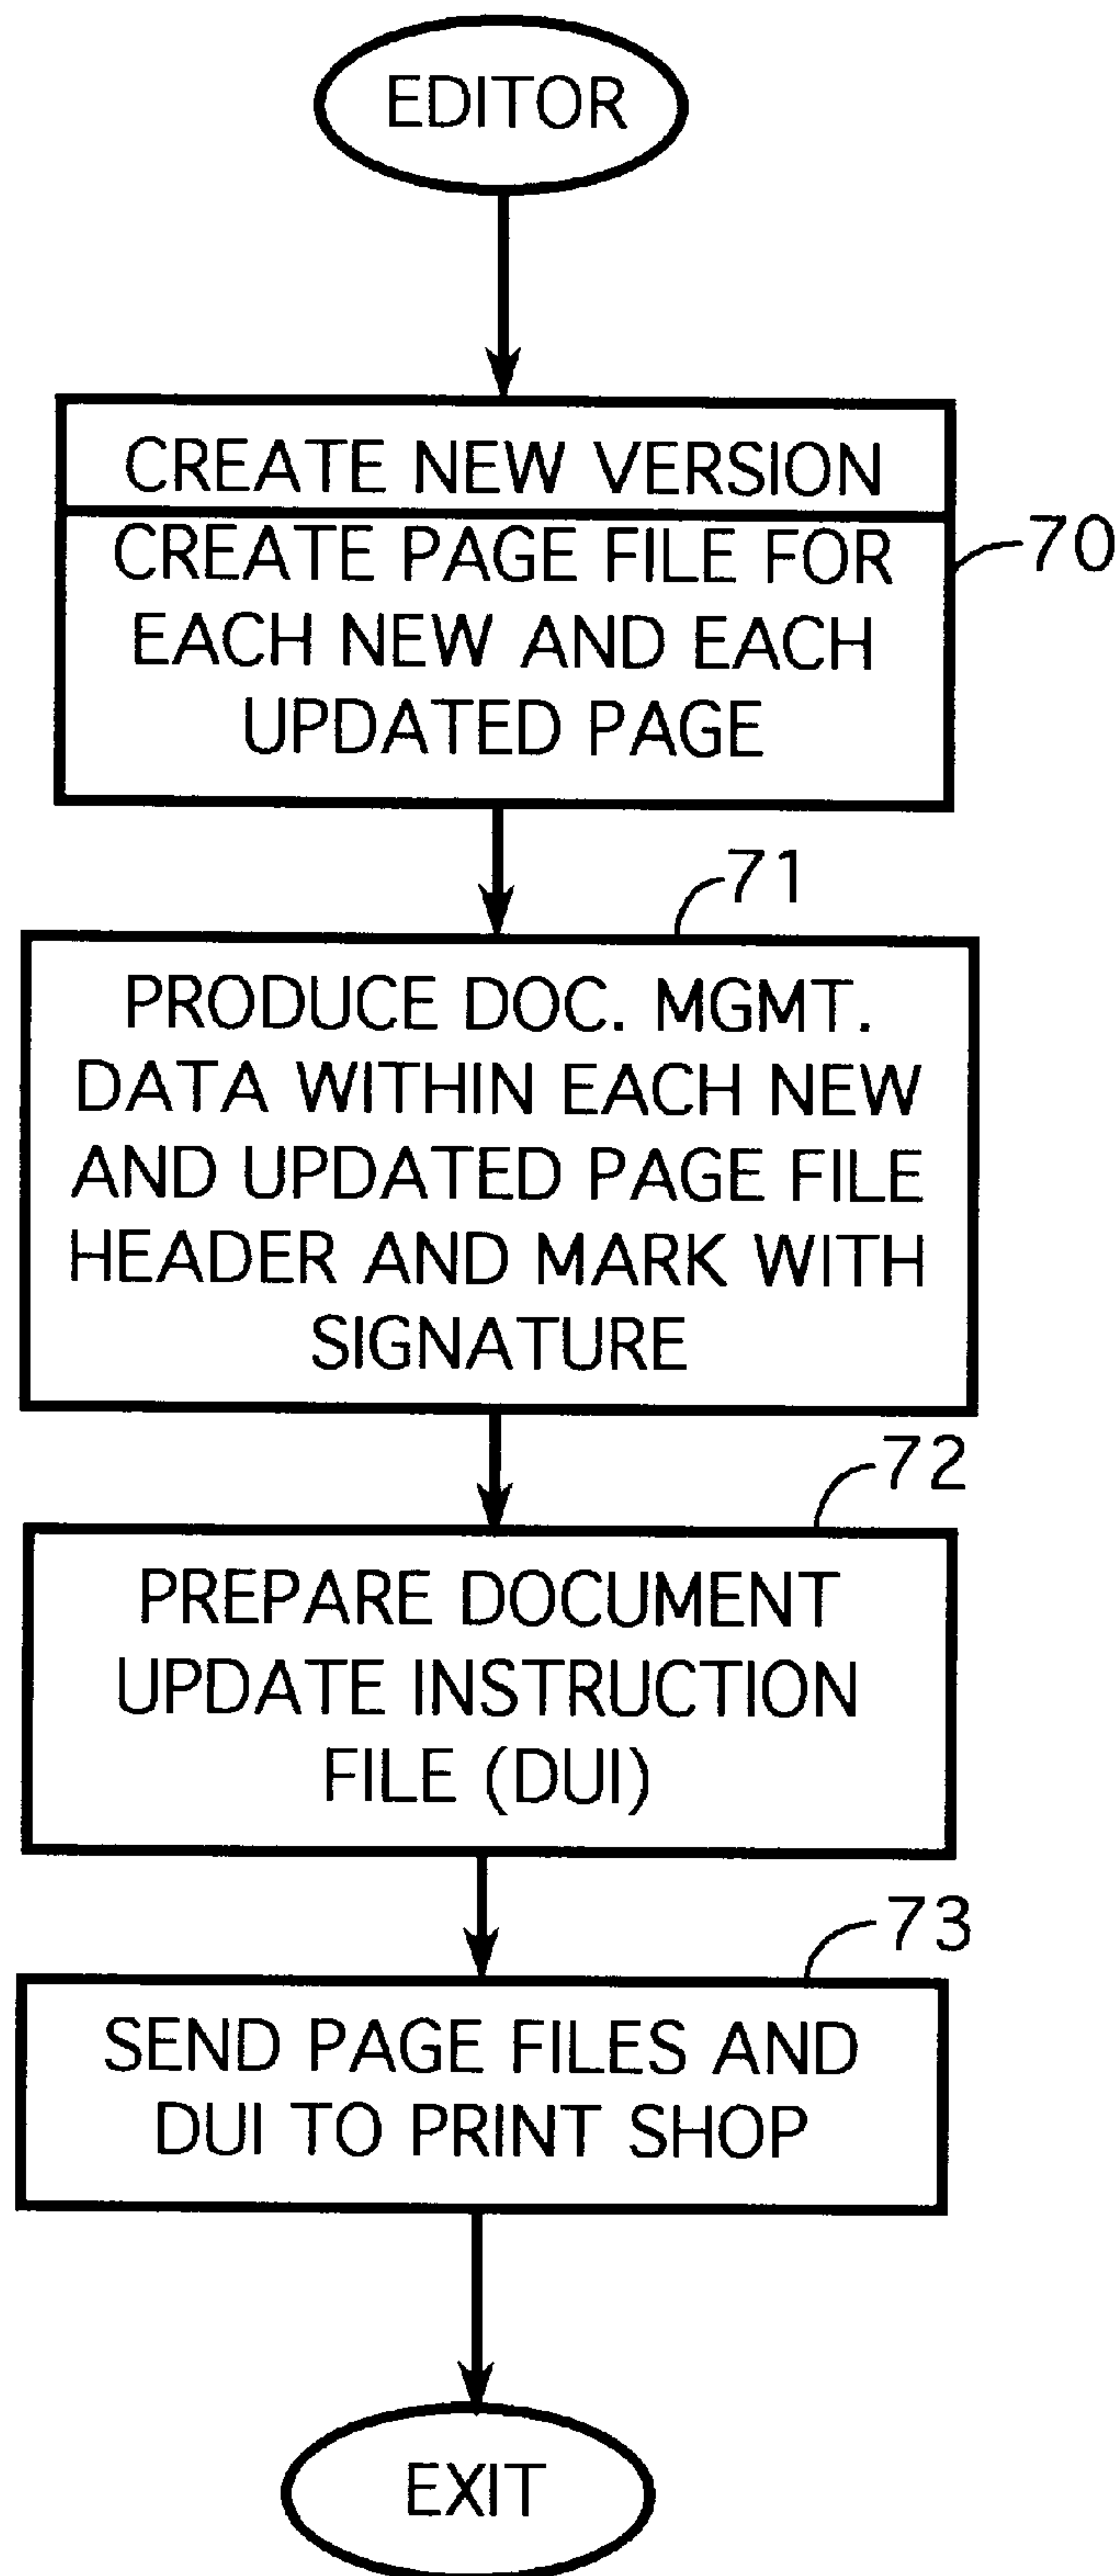 EDITOR
CREATE NEW VERSION
CREATE PAGE FILE FOR
EACH NEW AND EACH
UPDATED PAGE
70
71
PRODUCE DOC. MGMT.
DATA WITHIN EACH NEW
AND UPDATED PAGE FILE
HEADER AND MARK WITH
SIGNATURE
72
PREPARE DOCUMENT
UPDATE INSTRUCTION
FILE (DUI)
73
SEND PAGE FILES AND
DUI TO PRINT SHOP
EXIT